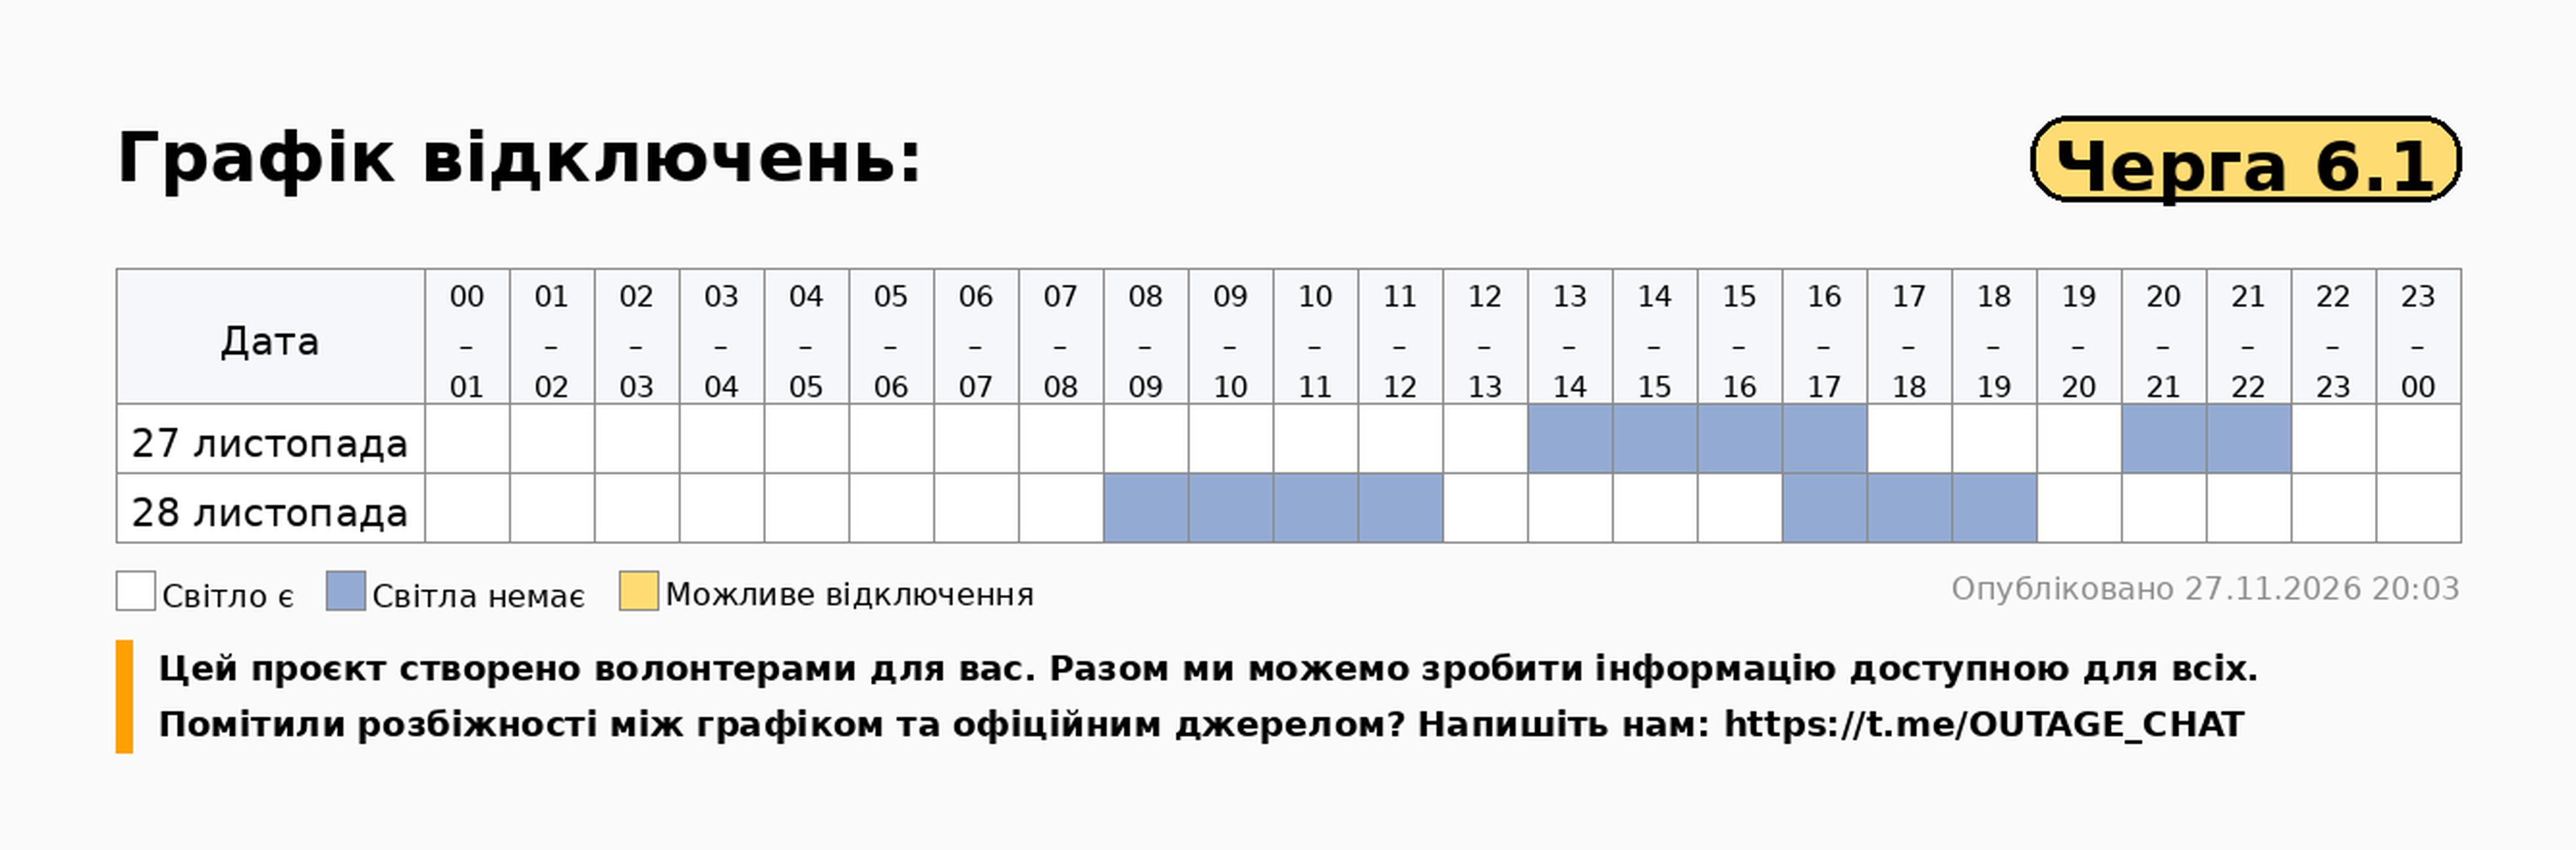 Графік відключень:
Черга 6.1
Дата
00 – 01
01 – 02
02 – 03
03 – 04
04 – 05
05 – 06
06 – 07
07 – 08
08 – 09
09 – 10
10 – 11
11 – 12
12 – 13
13 – 14
14 – 15
15 – 16
16 – 17
17 – 18
18 – 19
19 – 20
20 – 21
21 – 22
22 – 23
23 – 00
27 листопада
28 листопада
Світло є
Світла немає
Можливе відключення
Опубліковано 27.11.2026 20:03
Цей проєкт створено волонтерами для вас. Разом ми можемо зробити інформацію доступною для всіх.
Помітили розбіжності між графіком та офіційним джерелом? Напишіть нам: https://t.me/OUTAGE_CHAT